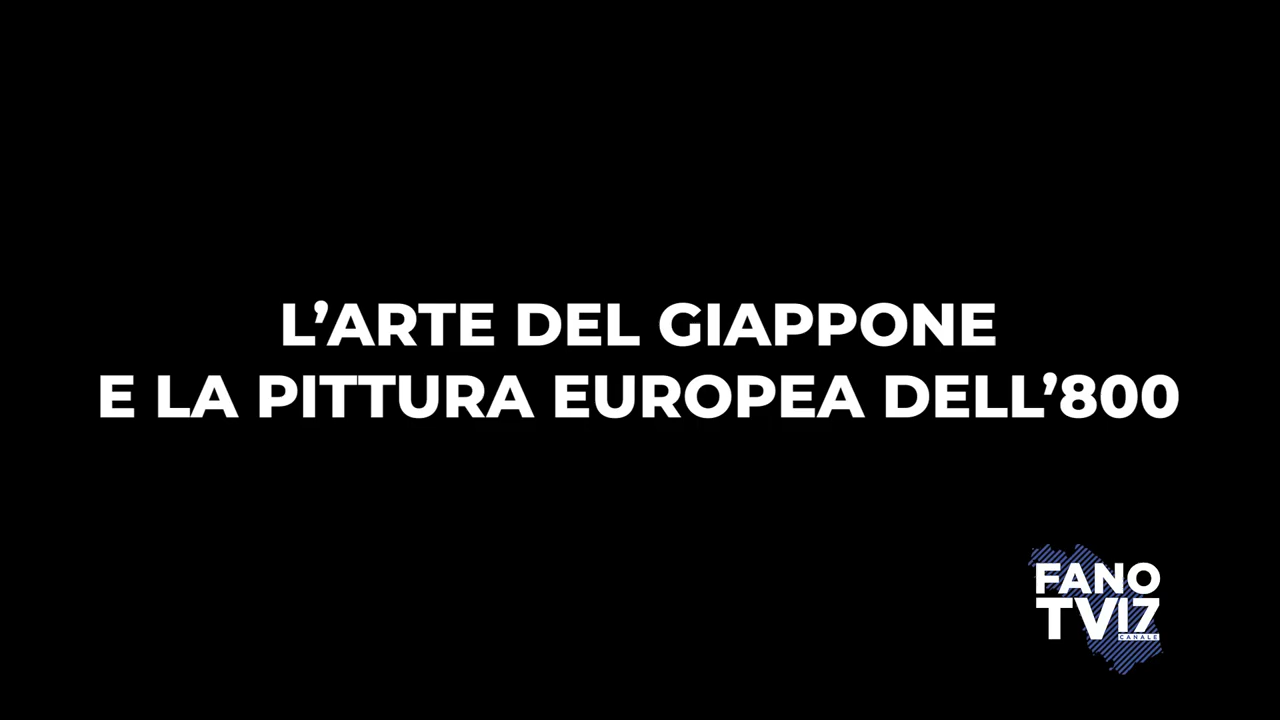 L’ARTE DEL GIAPPONE
E LA PITTURA EUROPEA DELL’800
FANO
TV17
CANALE